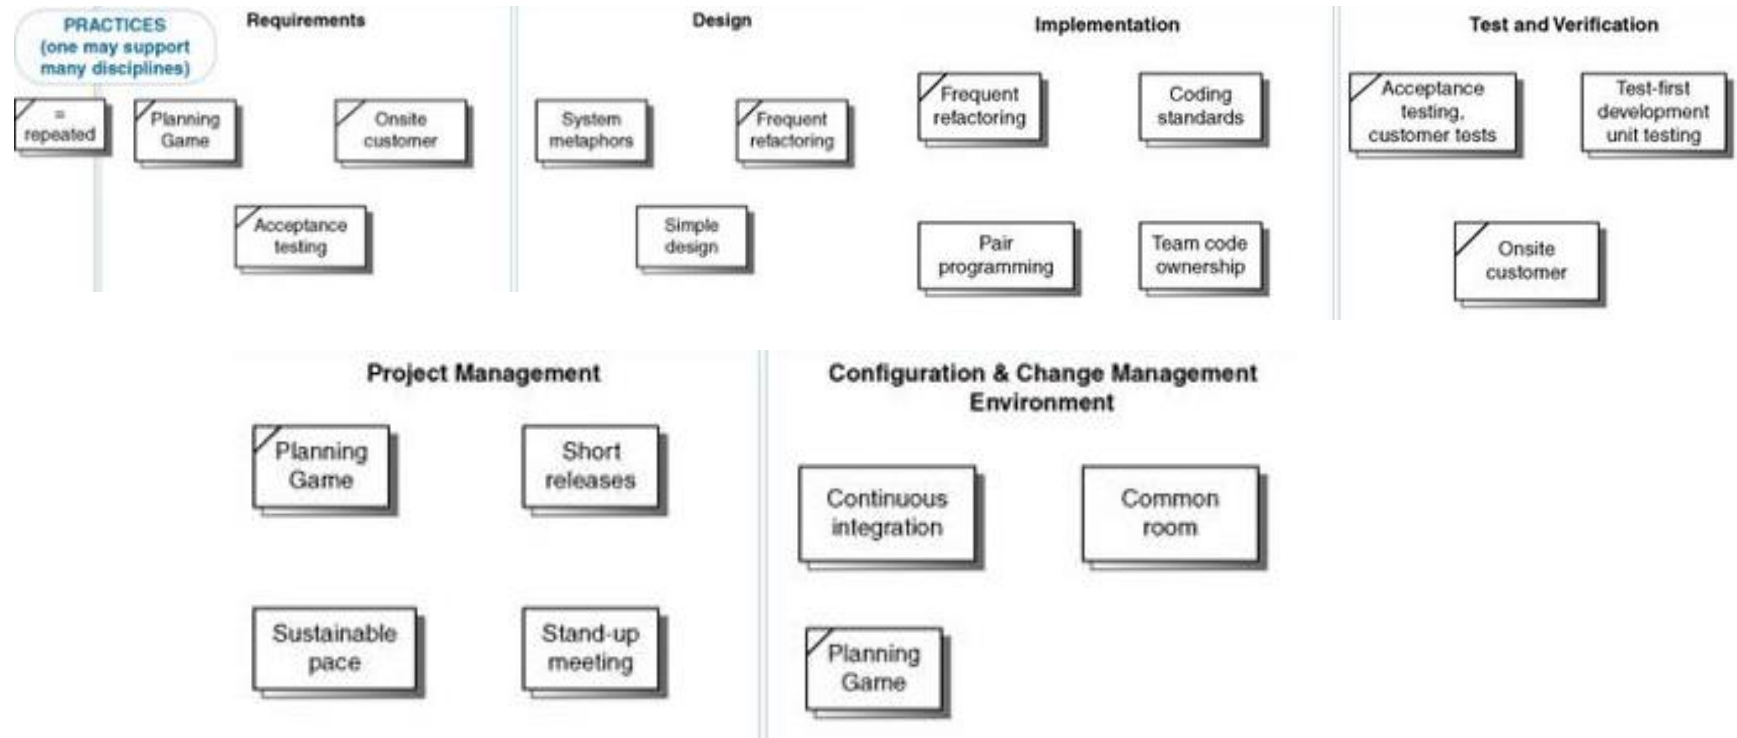 PRACTICES
(one may support
many disciplines)
=
repeated
Requirements
Planning
Game
Onsite
customer
Acceptance
testing
Design
System
metaphors
Frequent
refactoring
Simple
design
Implementation
Frequent
refactoring
Coding
standards
Pair
programming
Team code
ownership
Test and Verification
Acceptance
testing,
customer tests
Test-first
development
unit testing
Onsite
customer
Project Management
Planning
Game
Short
releases
Sustainable
pace
Stand-up
meeting
Configuration & Change Management
Environment
Continuous
integration
Common
room
Planning
Game